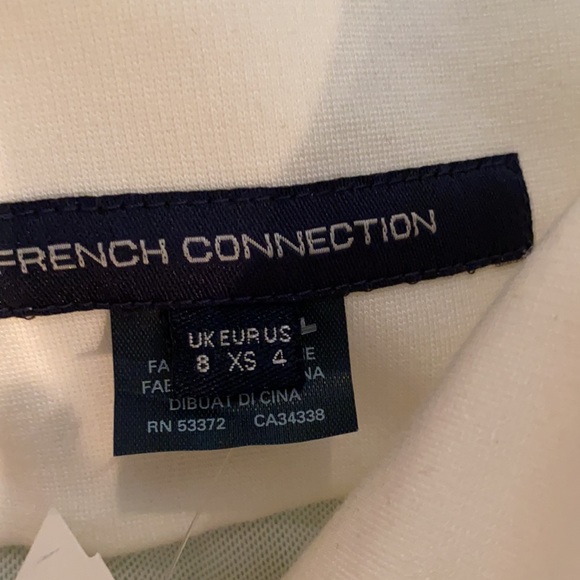 FRENCH CONNECTION
UK EUR US
8 XS 4
DIBUAT DI CINA
RN 53372 CA34338